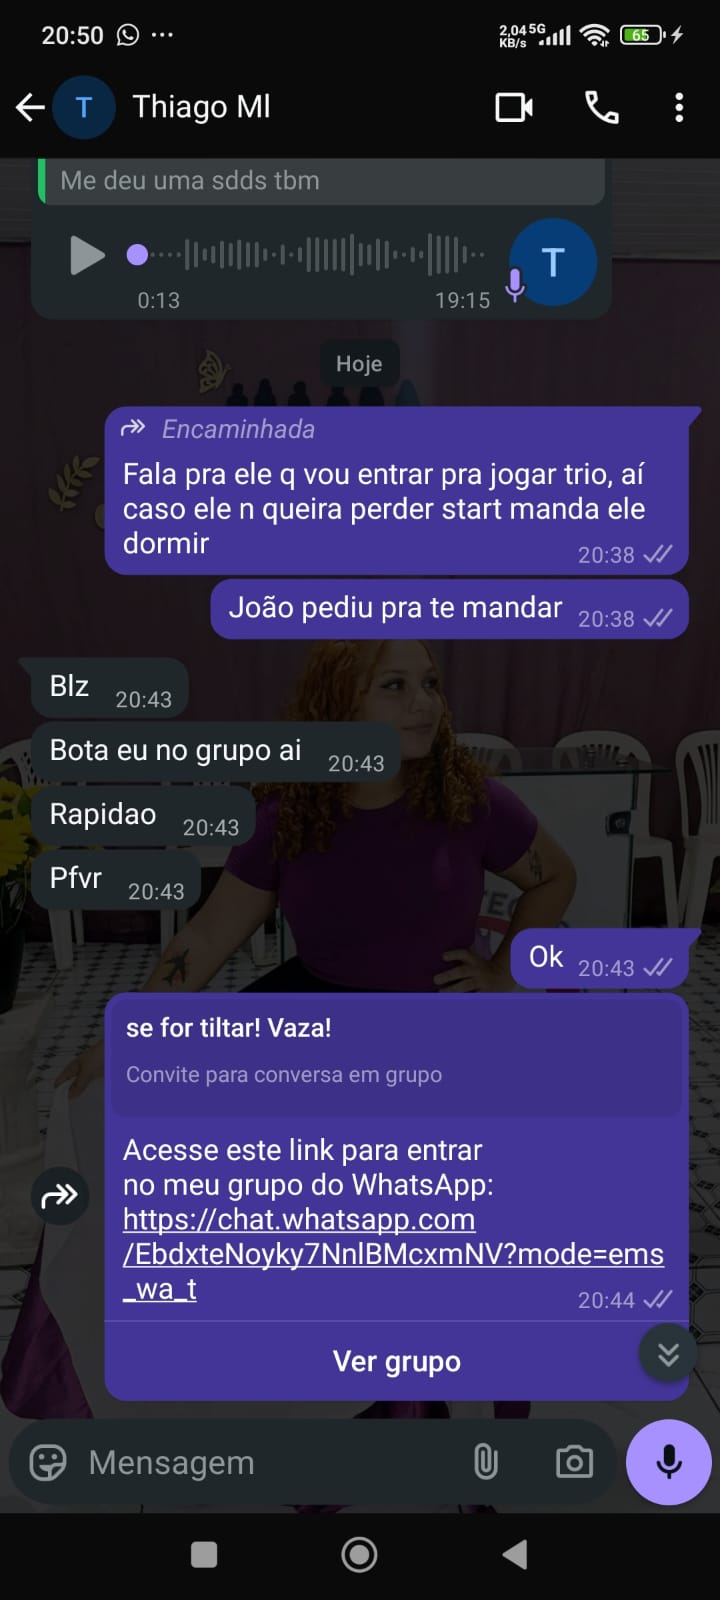 20:50
2,04 5G
KB/s
65
T
Thiago Ml
Me deu uma sdds tbm
T
0:13
19:15
Hoje
Encaminhada
Fala pra ele q vou entrar pra jogar trio, aí
caso ele n queira perder start manda ele
dormir
20:38
João pediu pra te mandar 20:38
Blz 20:43
Bota eu no grupo ai 20:43
Rapidao 20:43
Pfvr 20:43
Ok 20:43
se for tiltar! Vaza!
Convite para conversa em grupo
Acesse este link para entrar
no meu grupo do WhatsApp:
https://chat.whatsapp.com
/EbdxteNoyky7NnlBMcxmNV?mode=ems
_wa_t
20:44
Ver grupo
Mensagem